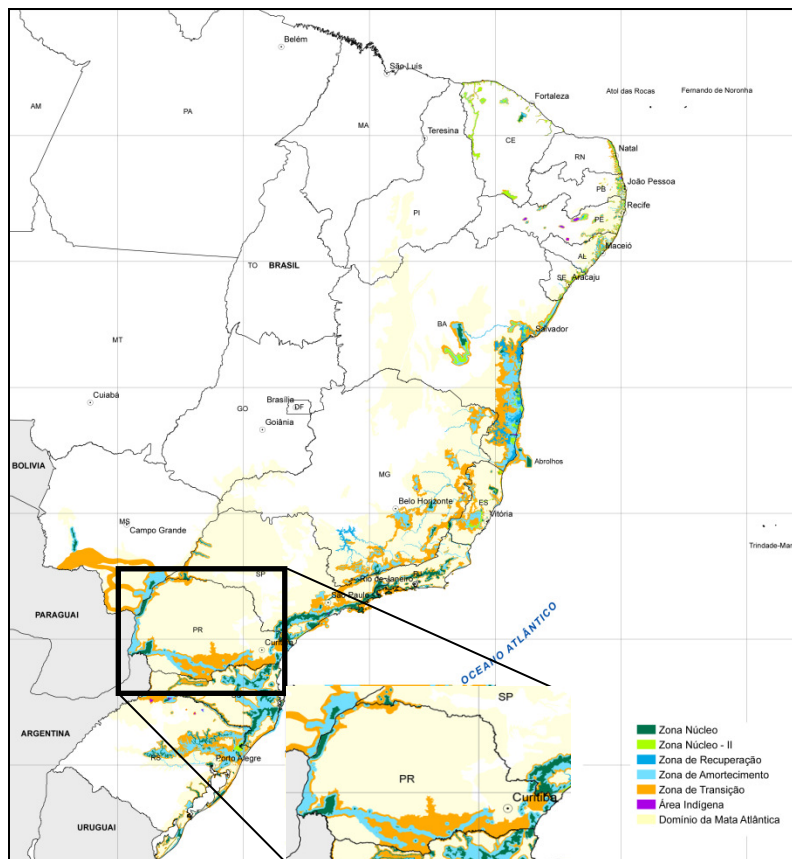 Belém
São Luis
Fortaleza
Atol das Rocas
Fernando de Noronha
AM
PA
MA
Teresina
CE
RN
Natal
PB
João Pessoa
Recife
PI
PE
AL
Maceió
SE
Aracaju
TO
BRASIL
BA
Salvador
MT
Cuiabá
GO
Brasília
DF
Goiânia
BOLIVIA
Abrolhos
MG
Belo Horizonte
ES
Vitória
MS
Campo Grande
Trindade-Mar
SP
Rio de Janeiro
RJ
São Paulo
PARAGUAI
PR
Curitiba
OCEANO ATLÂNTICO
SP
ARGENTINA
RS
Porto Alegre
PR
Curitiba
URUGUAI
Zona Núcleo
Zona Núcleo - II
Zona de Recuperação
Zona de Amortecimento
Zona de Transição
Área Indígena
Domínio da Mata Atlântica